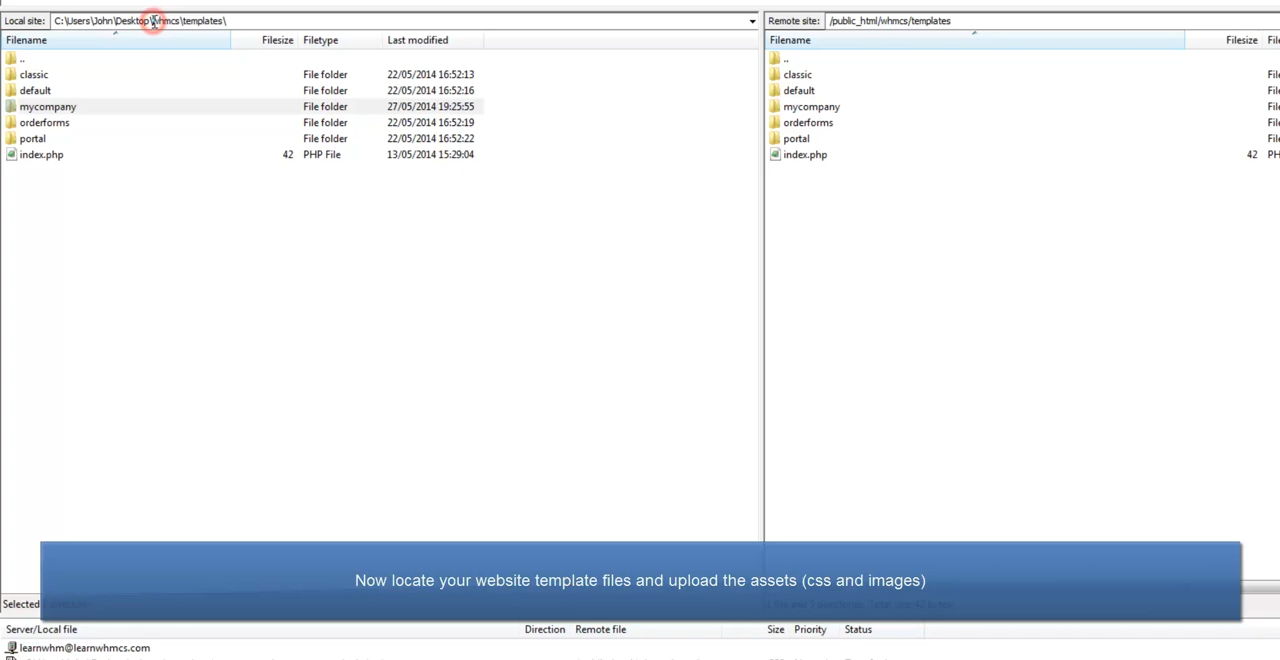 Local site: C:\Users\John\Desktop\whmcs\templates\ Remote site: /public_html/whmcs/templates
Filename Filesize Filetype Last modified Filename Filesize
.. ..
classic File folder 22/05/2014 16:52:13 classic
default File folder 22/05/2014 16:52:16 default
mycompany File folder 27/05/2014 19:25:55 mycompany
orderforms File folder 22/05/2014 16:52:19 orderforms
portal File folder 22/05/2014 16:52:22 portal
index.php 42 PHP File 13/05/2014 15:29:04 index.php 42
Now locate your website template files and upload the assets (css and images)
Selected
Server/Local file Direction Remote file Size Priority Status
learnwhm@learnwhmcs.com